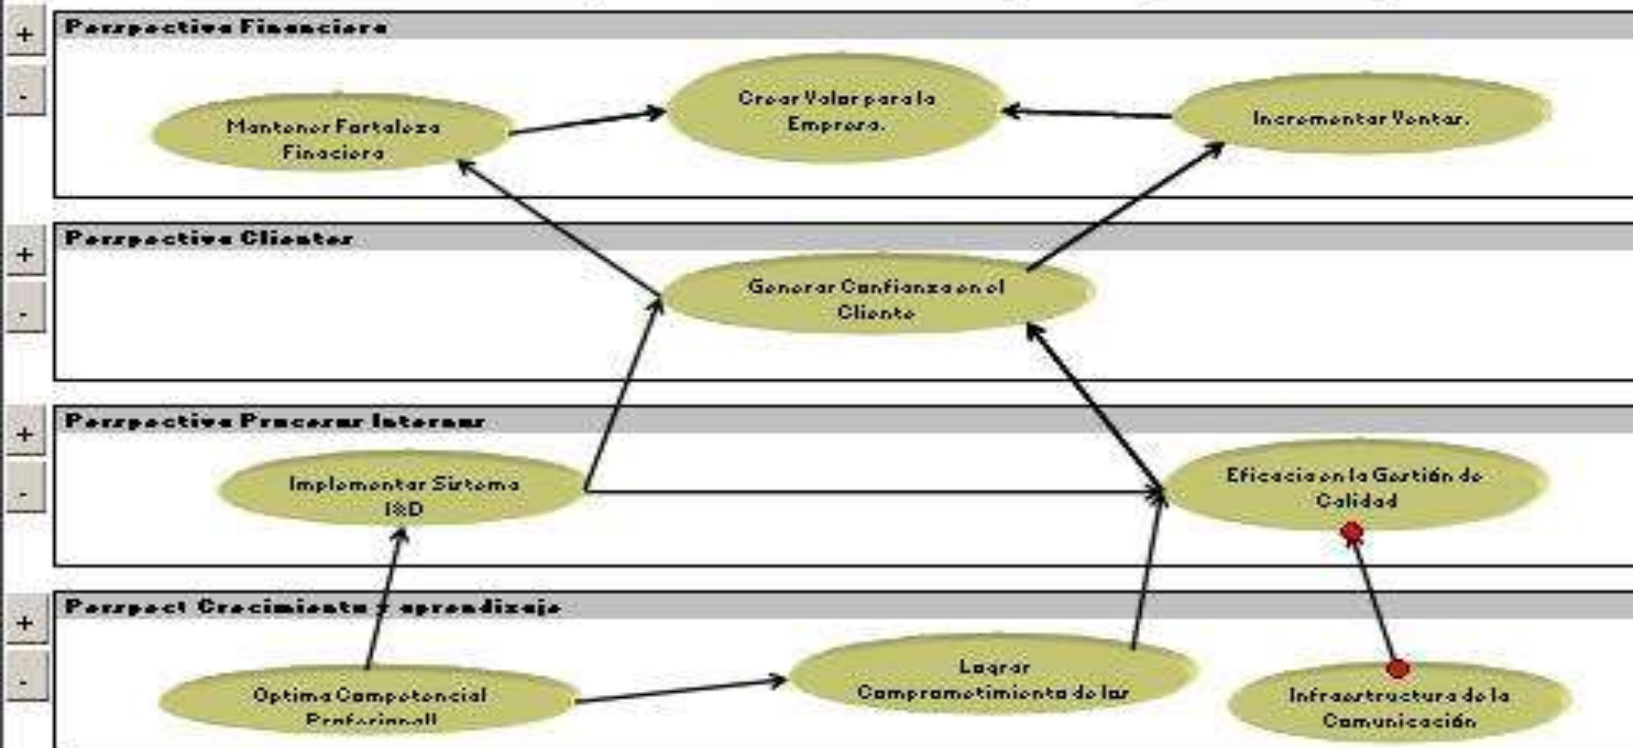 +
Perspectiva Financiera
-
Crear Valor para la
Empresa.
Mantener Fortaleza
Finaciera
Incrementar Ventas.
+
Perspectiva Clientes
-
Generar Confianza en el
Cliente
+
Perspectiva Procesos Internos
-
Implementar Sistema
I&D
Eficacia en la Gestión de
Calidad
+
Perspect Crecimiento y aprendizaje
-
Optima Competencial
Profesionall
Lograr
Comprometimiento de los
Infraestructura de la
Comunicación